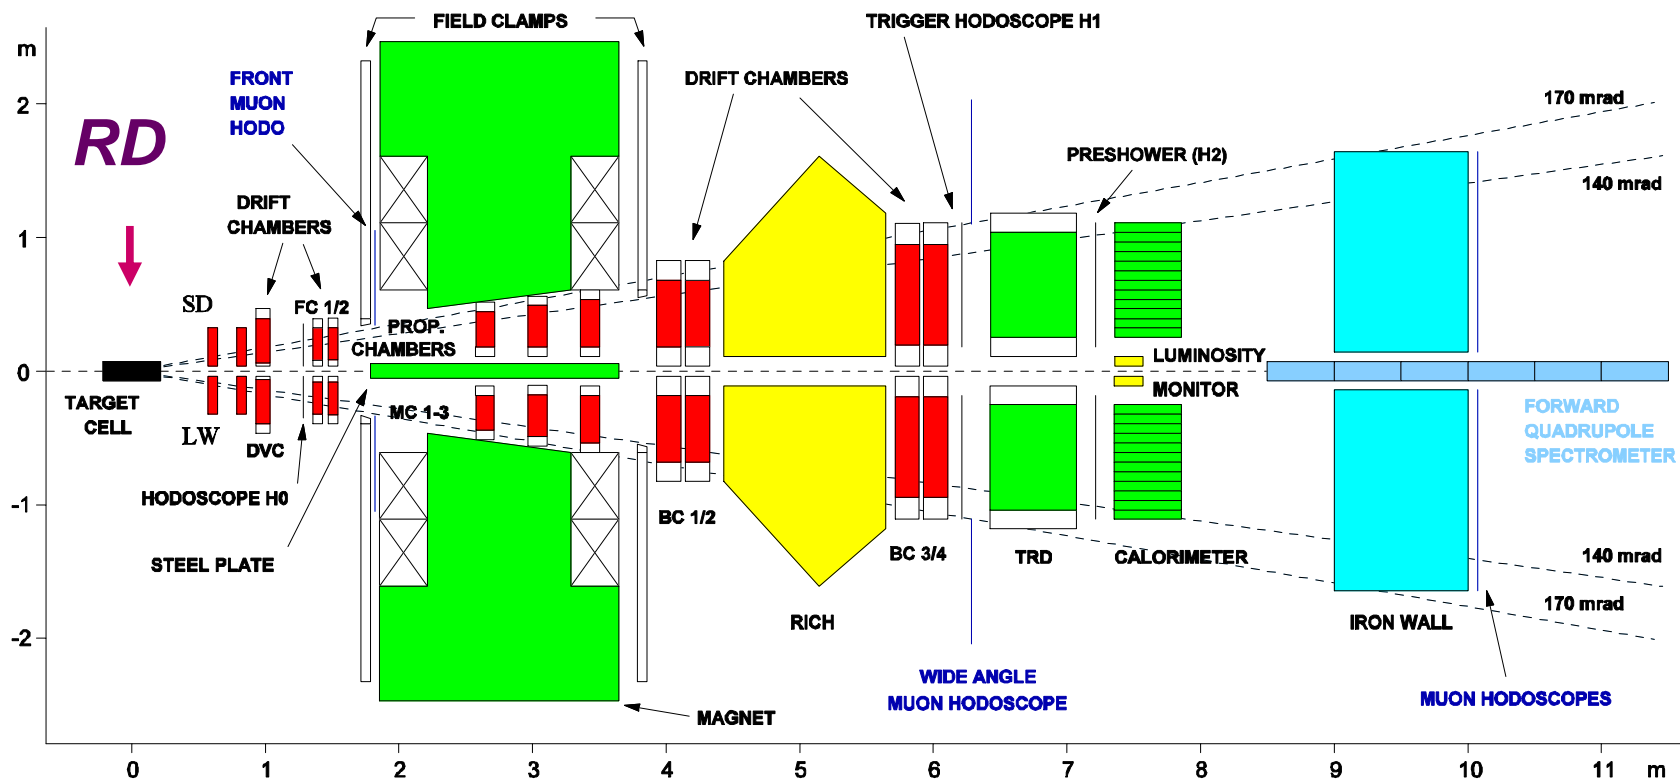 FIELD CLAMPS
TRIGGER HODOSCOPE H1
m
FRONT
MUON
HODO
DRIFT CHAMBERS
170 mrad
2
RD
PRESHOWER (H2)
140 mrad
DRIFT
CHAMBERS
1
SD
FC 1/2
PROP.
CHAMBERS
LUMINOSITY
MONITOR
0
TARGET
CELL
LW
DVC
MC 1-3
FORWARD
QUADRUPOLE
SPECTROMETER
HODOSCOPE H0
-1
BC 1/2
STEEL PLATE
BC 3/4
TRD
CALORIMETER
140 mrad
170 mrad
RICH
IRON WALL
-2
WIDE ANGLE
MUON HODOSCOPE
MUON HODOSCOPES
MAGNET
0 1 2 3 4 5 6 7 8 9 10 11 m